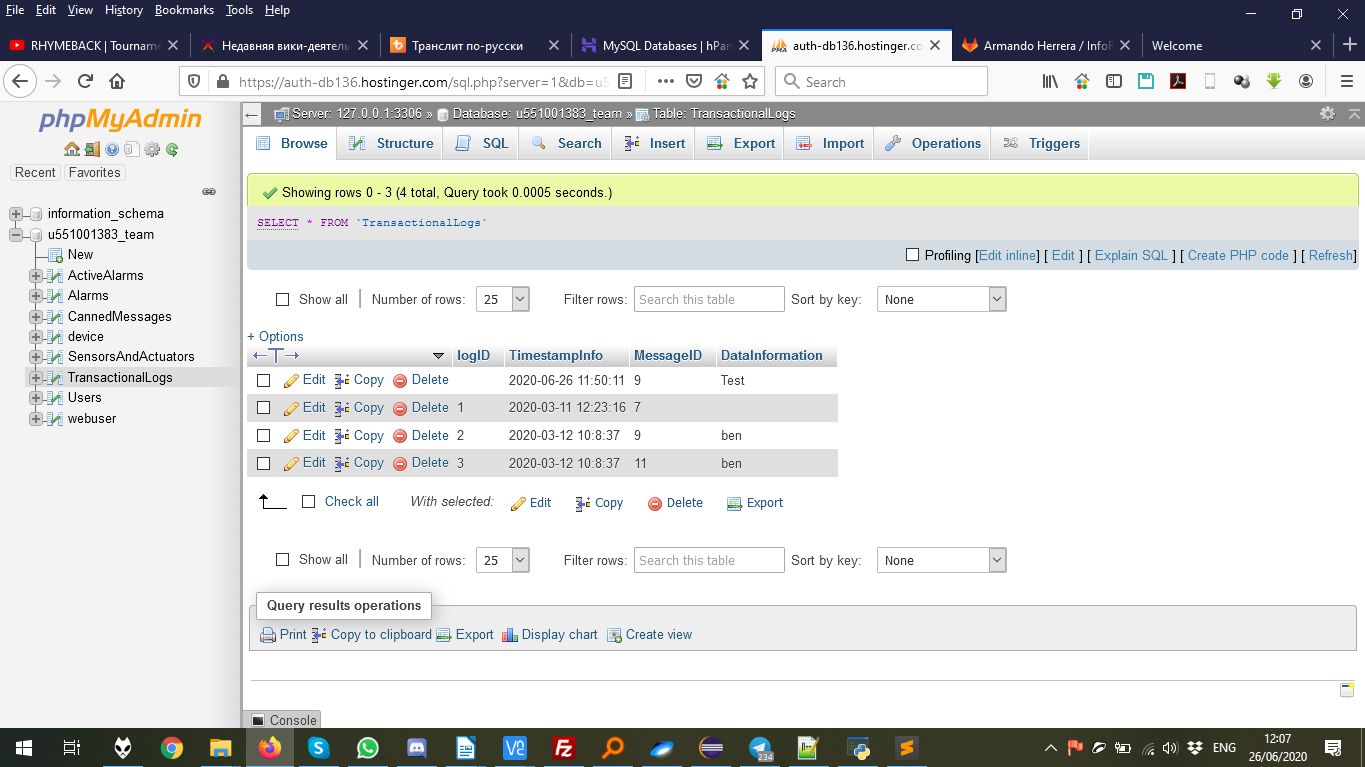 File Edit View History Bookmarks Tools Help
RHYMEBACK | Tourname
Недавняя вики-деятель
Транслит по-русски
MySQL Databases | hPan
auth-db136.hostinger.co
Armando Herrera / InfoP
Welcome
https://auth-db136.hostinger.com/sql.php?server=1&db=u5
Search
phpMyAdmin
Recent Favorites
information_schema
u551001383_team
New
ActiveAlarms
Alarms
CannedMessages
device
SensorsAndActuators
TransactionalLogs
Users
webuser
Server: 127.0.0.1:3306 » Database: u551001383_team » Table: TransactionalLogs
Browse Structure SQL Search Insert Export Import Operations Triggers
Showing rows 0 - 3 (4 total, Query took 0.0005 seconds.)
SELECT * FROM `TransactionalLogs`
Profiling [Edit inline] [ Edit ] [ Explain SQL ] [ Create PHP code ] [ Refresh]
Show all | Number of rows: 25 Filter rows: Search this table Sort by key: None
+ Options
←T→ logID TimestampInfo MessageID DataInformation
Edit Copy Delete 2020-06-26 11:50:11 9 Test
Edit Copy Delete 1 2020-03-11 12:23:16 7
Edit Copy Delete 2 2020-03-12 10:8:37 9 ben
Edit Copy Delete 3 2020-03-12 10:8:37 11 ben
Check all With selected: Edit Copy Delete Export
Show all | Number of rows: 25 Filter rows: Search this table Sort by key: None
Query results operations
Print Copy to clipboard Export Display chart Create view
Console
234
ENG
12:07
26/06/2020